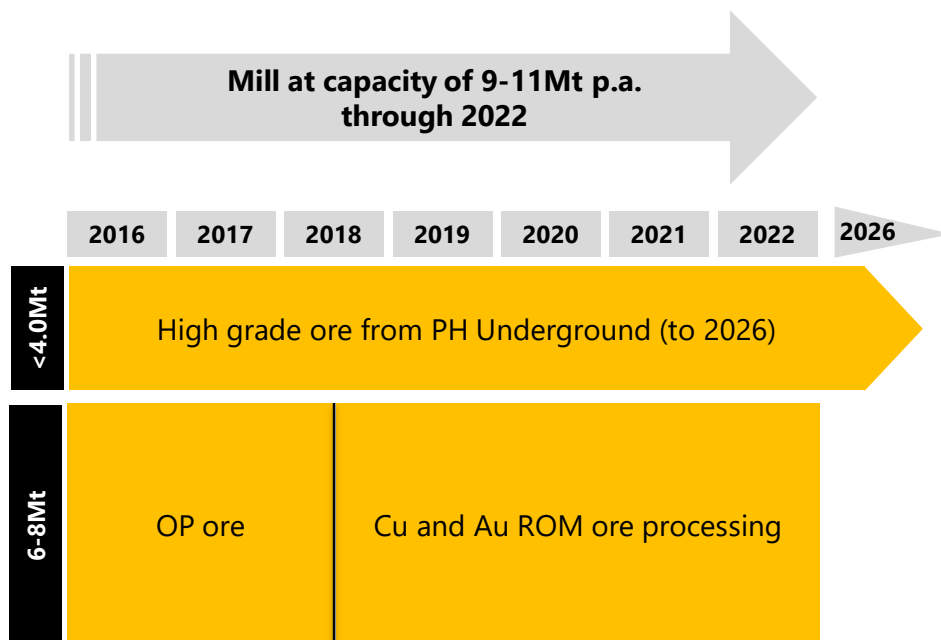 Mill at capacity of 9-11Mt p.a.
through 2022
2016 2017 2018 2019 2020 2021 2022 2026
<4.0Mt
High grade ore from PH Underground (to 2026)
6-8Mt
OP ore
Cu and Au ROM ore processing